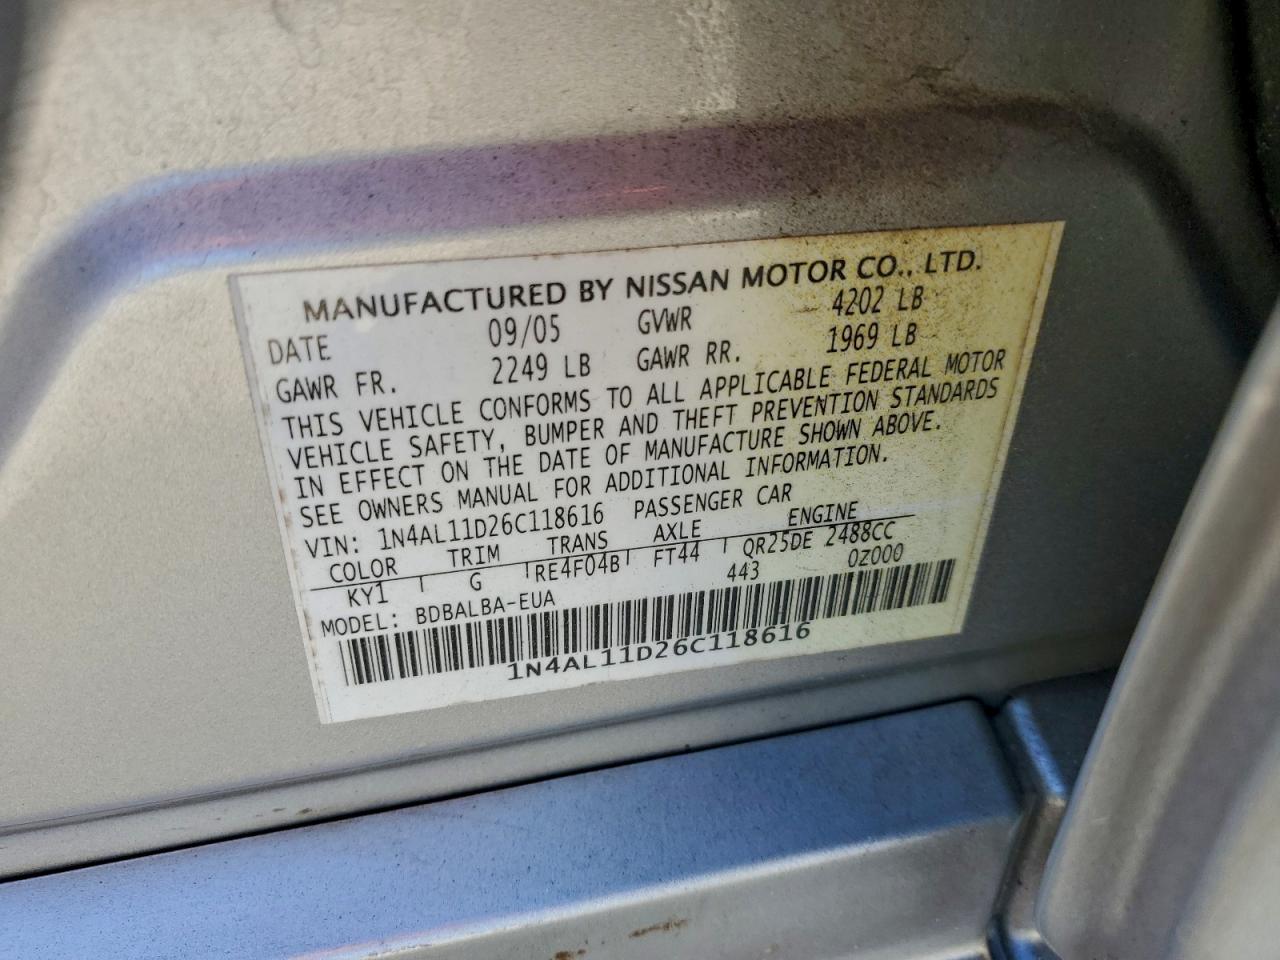 MANUFACTURED BY NISSAN MOTOR CO., LTD.
DATE 09/05 GVWR 4202 LB
GAWR FR. 2249 LB GAWR RR. 1969 LB
THIS VEHICLE CONFORMS TO ALL APPLICABLE FEDERAL MOTOR
VEHICLE SAFETY, BUMPER AND THEFT PREVENTION STANDARDS
IN EFFECT ON THE DATE OF MANUFACTURE SHOWN ABOVE.
SEE OWNERS MANUAL FOR ADDITIONAL INFORMATION.
VIN: 1N4AL11D26C118616 PASSENGER CAR
COLOR TRIM TRANS AXLE ENGINE
KY1 G RE4F04B FT44 QR25DE 2488CC
443 0Z000
MODEL: BDBALBA-EUA
1N4AL11D26C118616